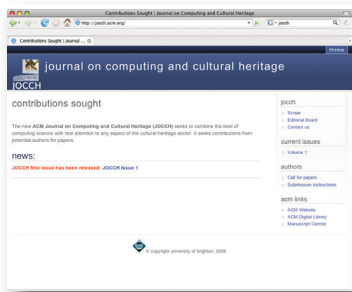 Contributions Sought | Journal on Computing and Cultural Heritage
http://jocch.acm.org/
jocch
Contributions Sought | Journal ...
Home
JOCCH
journal on computing and cultural heritage
contributions sought
The new ACM Journal on Computing and Cultural Heritage (JOCCH) seeks to combine the best of
computing science with real attention to any aspect of the cultural heritage sector. It seeks contributions from
potential authors for papers.
news:
JOCCH first issue has been released: JOCCH Issue 1
jocch
Scope
Editorial Board
Contact us
current issues
Volume 1
authors
Call for papers
Submission Instructions
acm links
ACM Website
ACM Digital Library
Manuscript Central
© copyright university of brighton, 2008